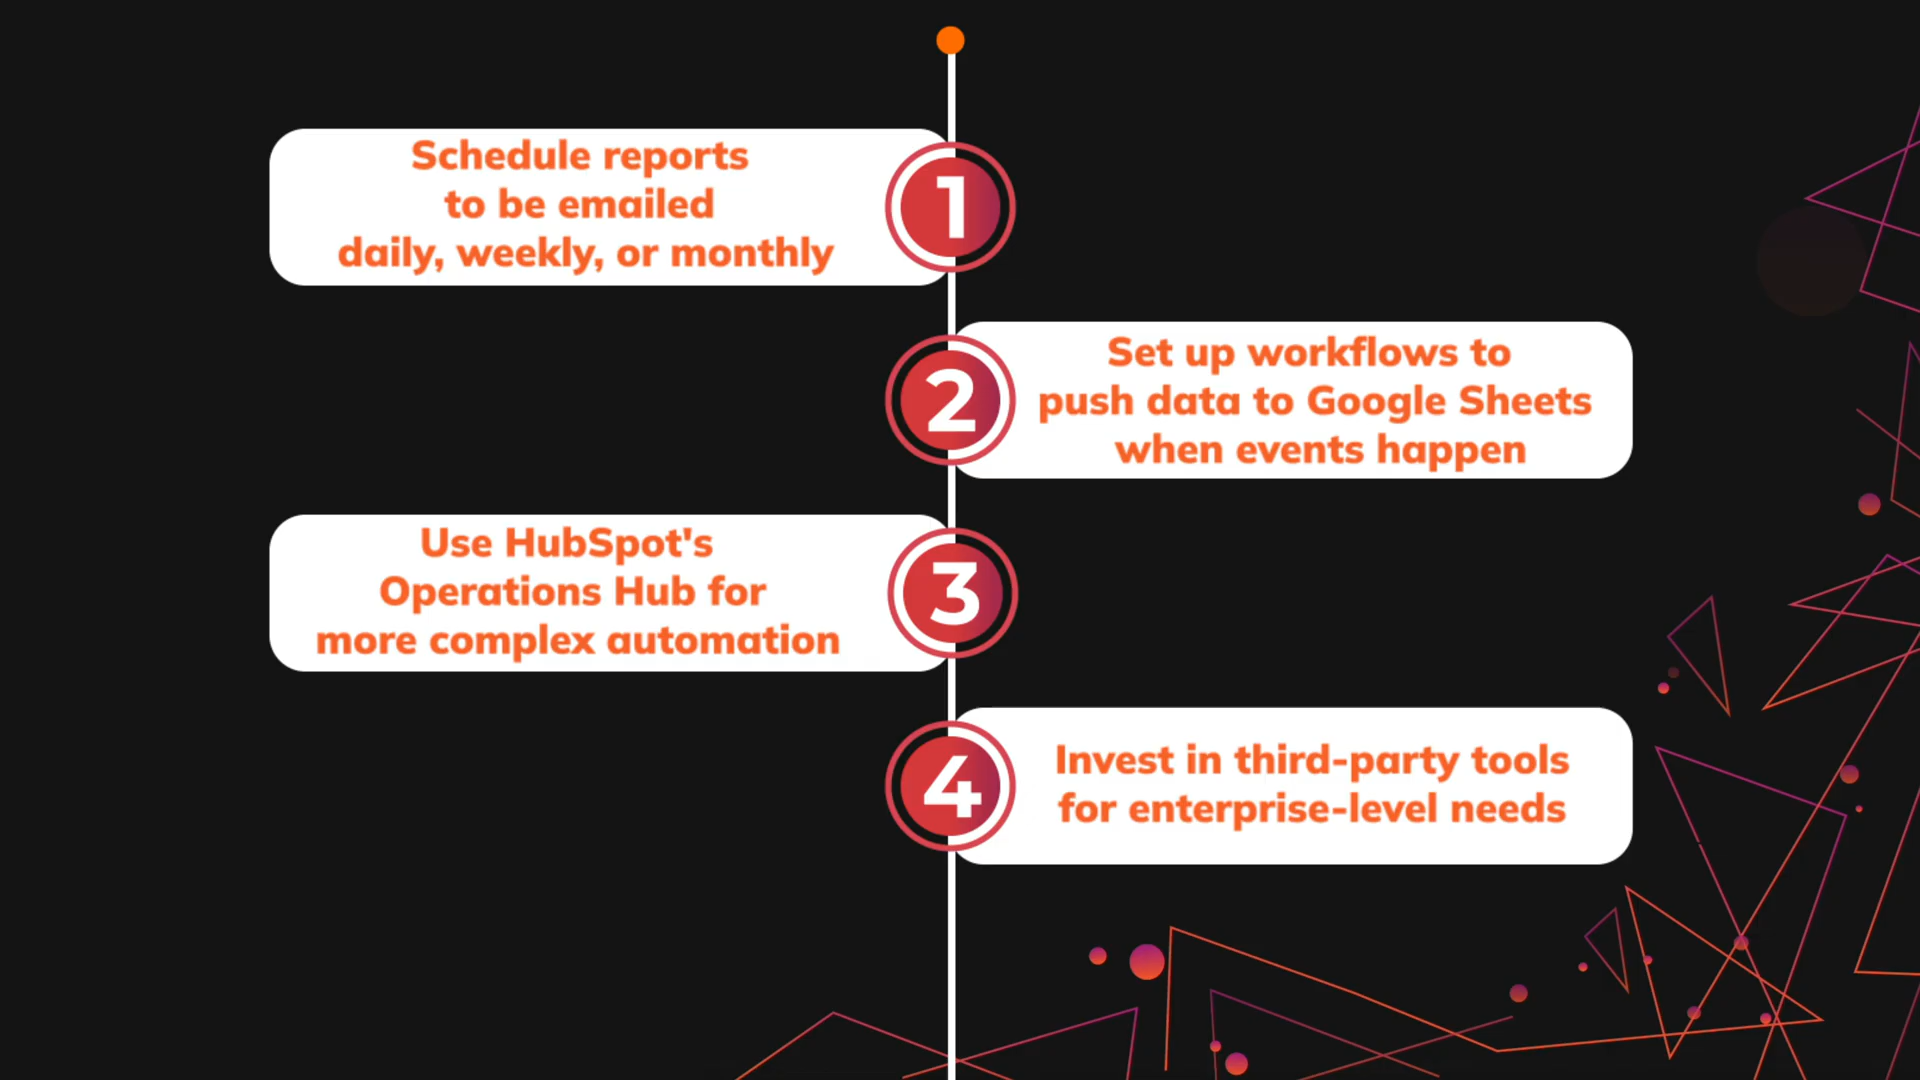 Schedule reports
to be emailed
daily, weekly, or monthly
1
2
Set up workflows to
push data to Google Sheets
when events happen
Use HubSpot's
Operations Hub for
more complex automation
3
4
Invest in third-party tools
for enterprise-level needs